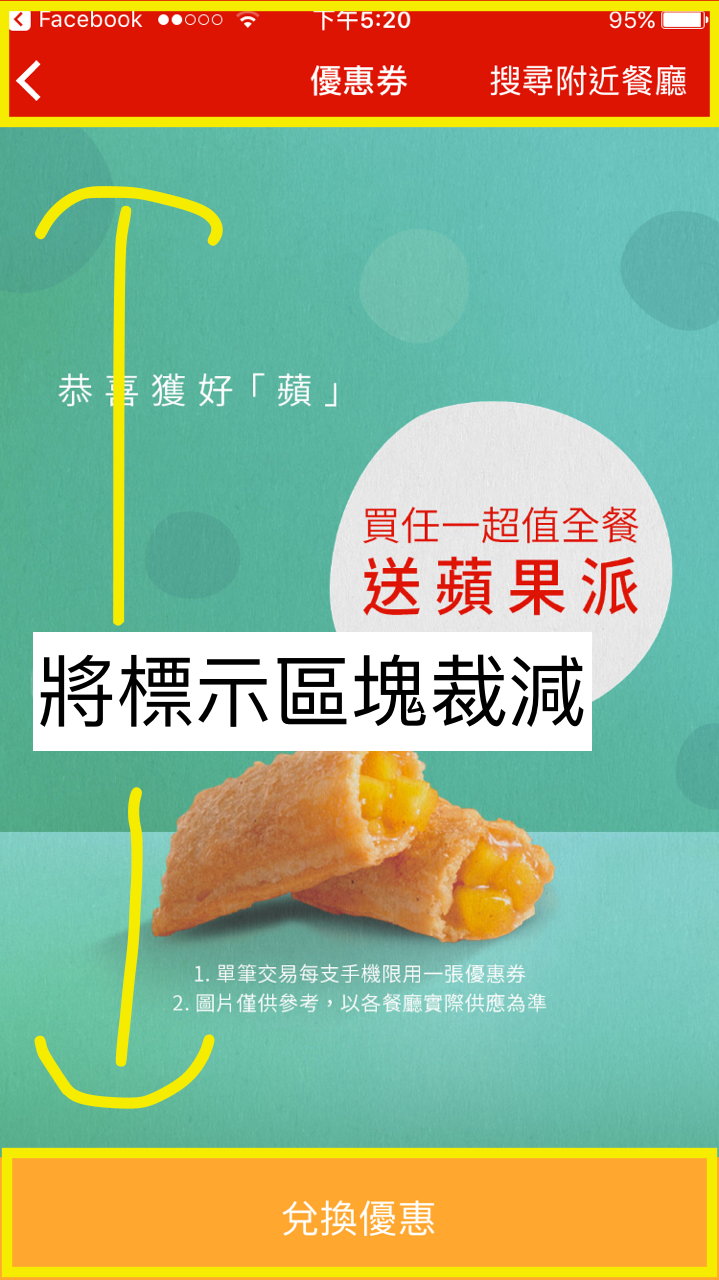 Facebook 下午5:20 95%
優惠券 搜尋附近餐廳
恭喜獲好「蘋」
買任一超值全餐
送蘋果派
將標示區塊裁減
1. 單筆交易每支手機限用一張優惠券
2. 圖片僅供參考，以各餐廳實際供應為準
兌換優惠